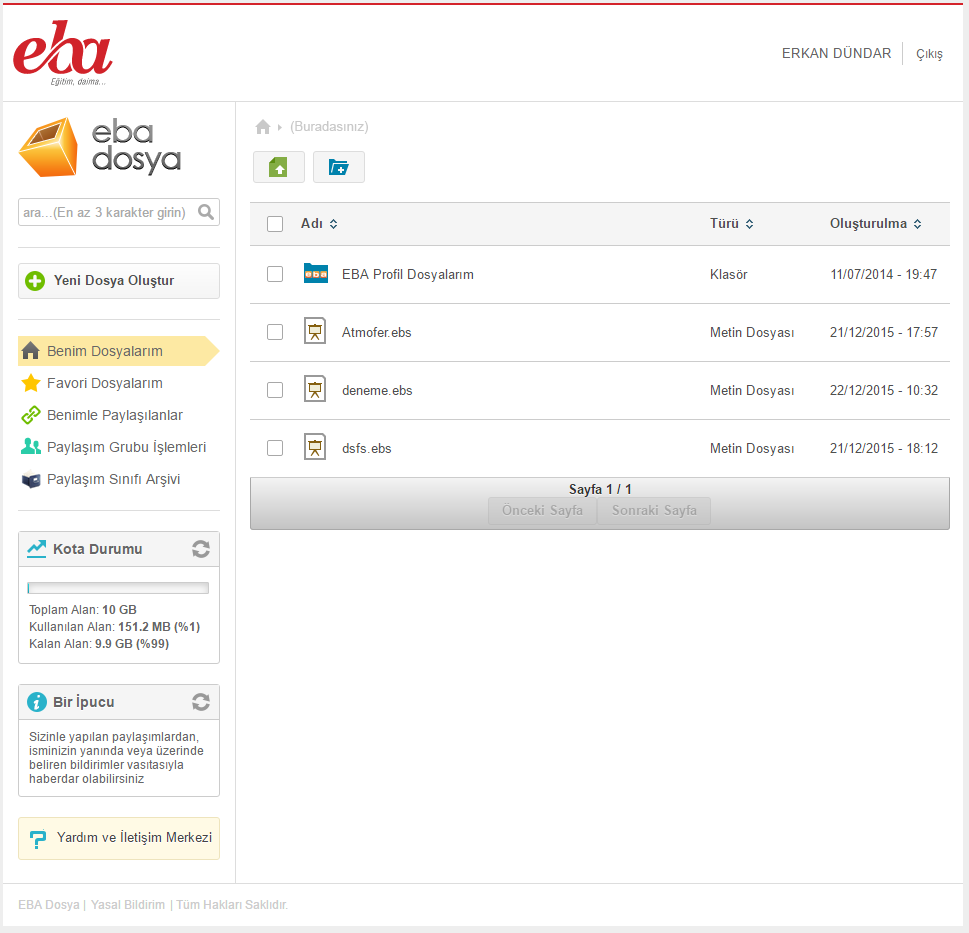 eba
Eğitim, daima...
ERKAN DÜNDAR
Çıkış
eba
dosya
ara...(En az 3 karakter girin)
Yeni Dosya Oluştur
Benim Dosyalarım
Favori Dosyalarım
Benimle Paylaşılanlar
Paylaşım Grubu İşlemleri
Paylaşım Sınıfı Arşivi
Kota Durumu
Toplam Alan: 10 GB
Kullanılan Alan: 151.2 MB (%1)
Kalan Alan: 9.9 GB (%99)
Bir İpucu
Sizinle yapılan paylaşımlardan,
isminizin yanında veya üzerinde
beliren bildirimler vasıtasıyla
haberdar olabilirsiniz
Yardım ve İletişim Merkezi
(Buradasınız)
Adı Türü Oluşturulma
eba EBA Profil Dosyalarım Klasör 11/07/2014 - 19:47
Atmofer.ebs Metin Dosyası 21/12/2015 - 17:57
deneme.ebs Metin Dosyası 22/12/2015 - 10:32
dsfs.ebs Metin Dosyası 21/12/2015 - 18:12
Sayfa 1 / 1
Önceki Sayfa Sonraki Sayfa
EBA Dosya | Yasal Bildirim | Tüm Hakları Saklıdır.